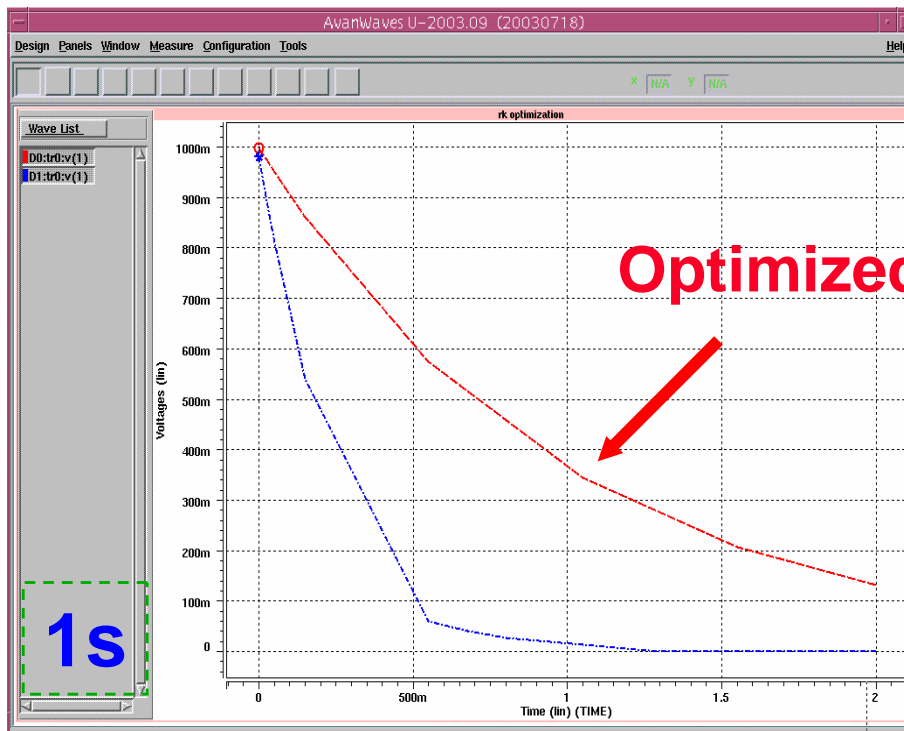 AvanWaves U-2003.09 (20030718)
Design Panels Window Measure Configuration Tools Help
x N/A y N/A
rk optimization
Wave List
D0:tr0:v(1)
D1:tr0:v(1)
1000m
900m
800m
700m
600m
500m
400m
300m
200m
100m
0
Voltages (lin)
Optimized
1s
0 500m 1 1.5 2
Time (lin) (TIME)